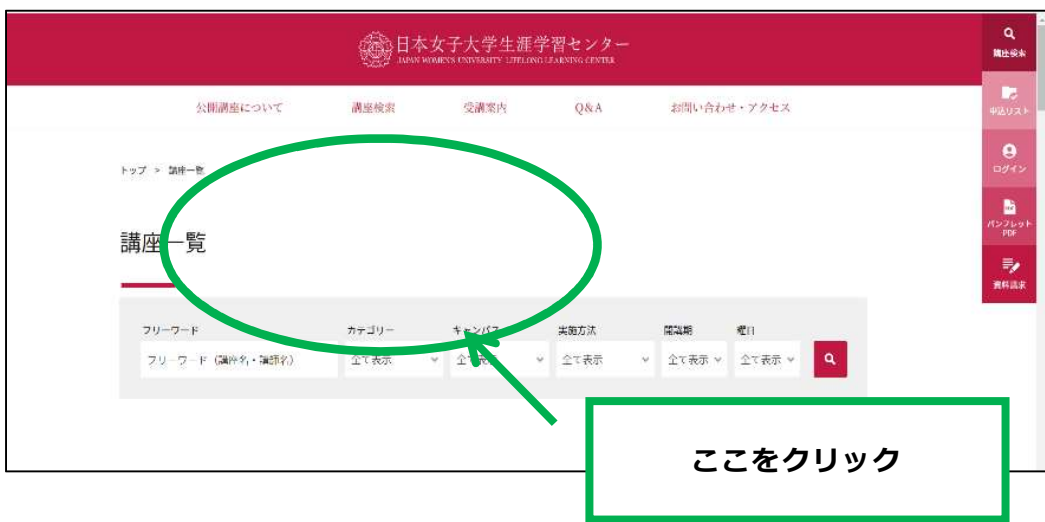 日本女子大学生涯学習センター
JAPAN WOMEN'S UNIVERSITY LIFELONG LEARNING CENTER
公開講座について 講座検索 受講案内 Q&A お問い合わせ・アクセス
講座検索
申込リスト
ログイン
パンフレット
PDF
資料請求
トップ > 講座一覧
講座一覧
フリーワード カテゴリー キャンパス 実施方法 開講期 曜日
フリーワード (講座名・講師名) 全て表示 全て表示 全て表示 全て表示 全て表示
ここをクリック